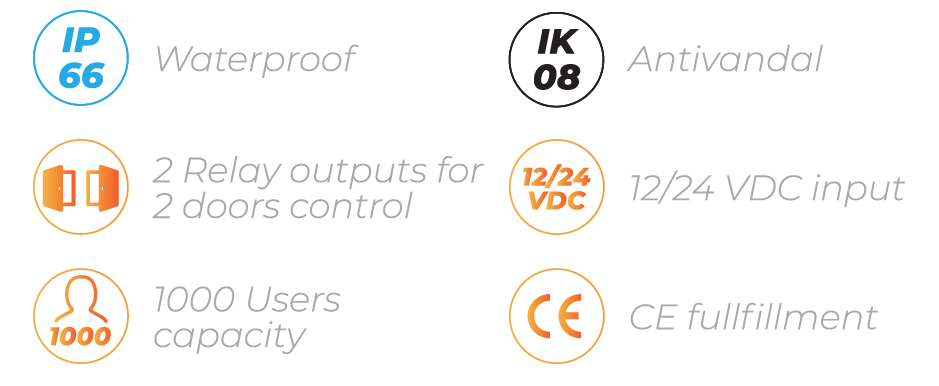 IP
66
Waterproof
IK
08
Antivandal
2 Relay outputs for
2 doors control
12/24
VDC
12/24 VDC input
1000
1000 Users
capacity
CE
CE fullfillment